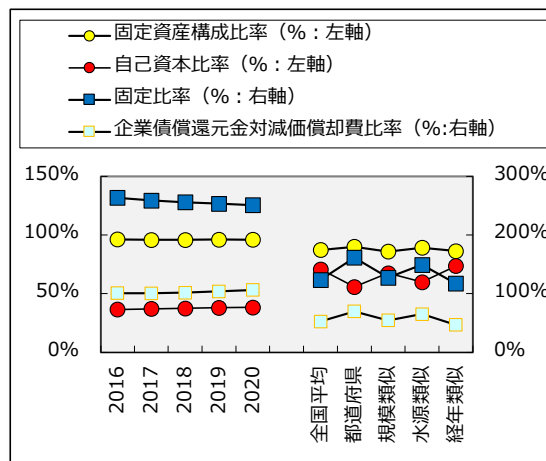 固定資産構成比率（%：左軸）
自己資本比率（%：左軸）
固定比率（%：右軸）
企業債償還元金対減価償却費比率（%:右軸）
150%
100%
50%
0%
300%
200%
100%
0%
2016
2017
2018
2019
2020
全国平均
都道府県
規模類似
水源類似
経年類似